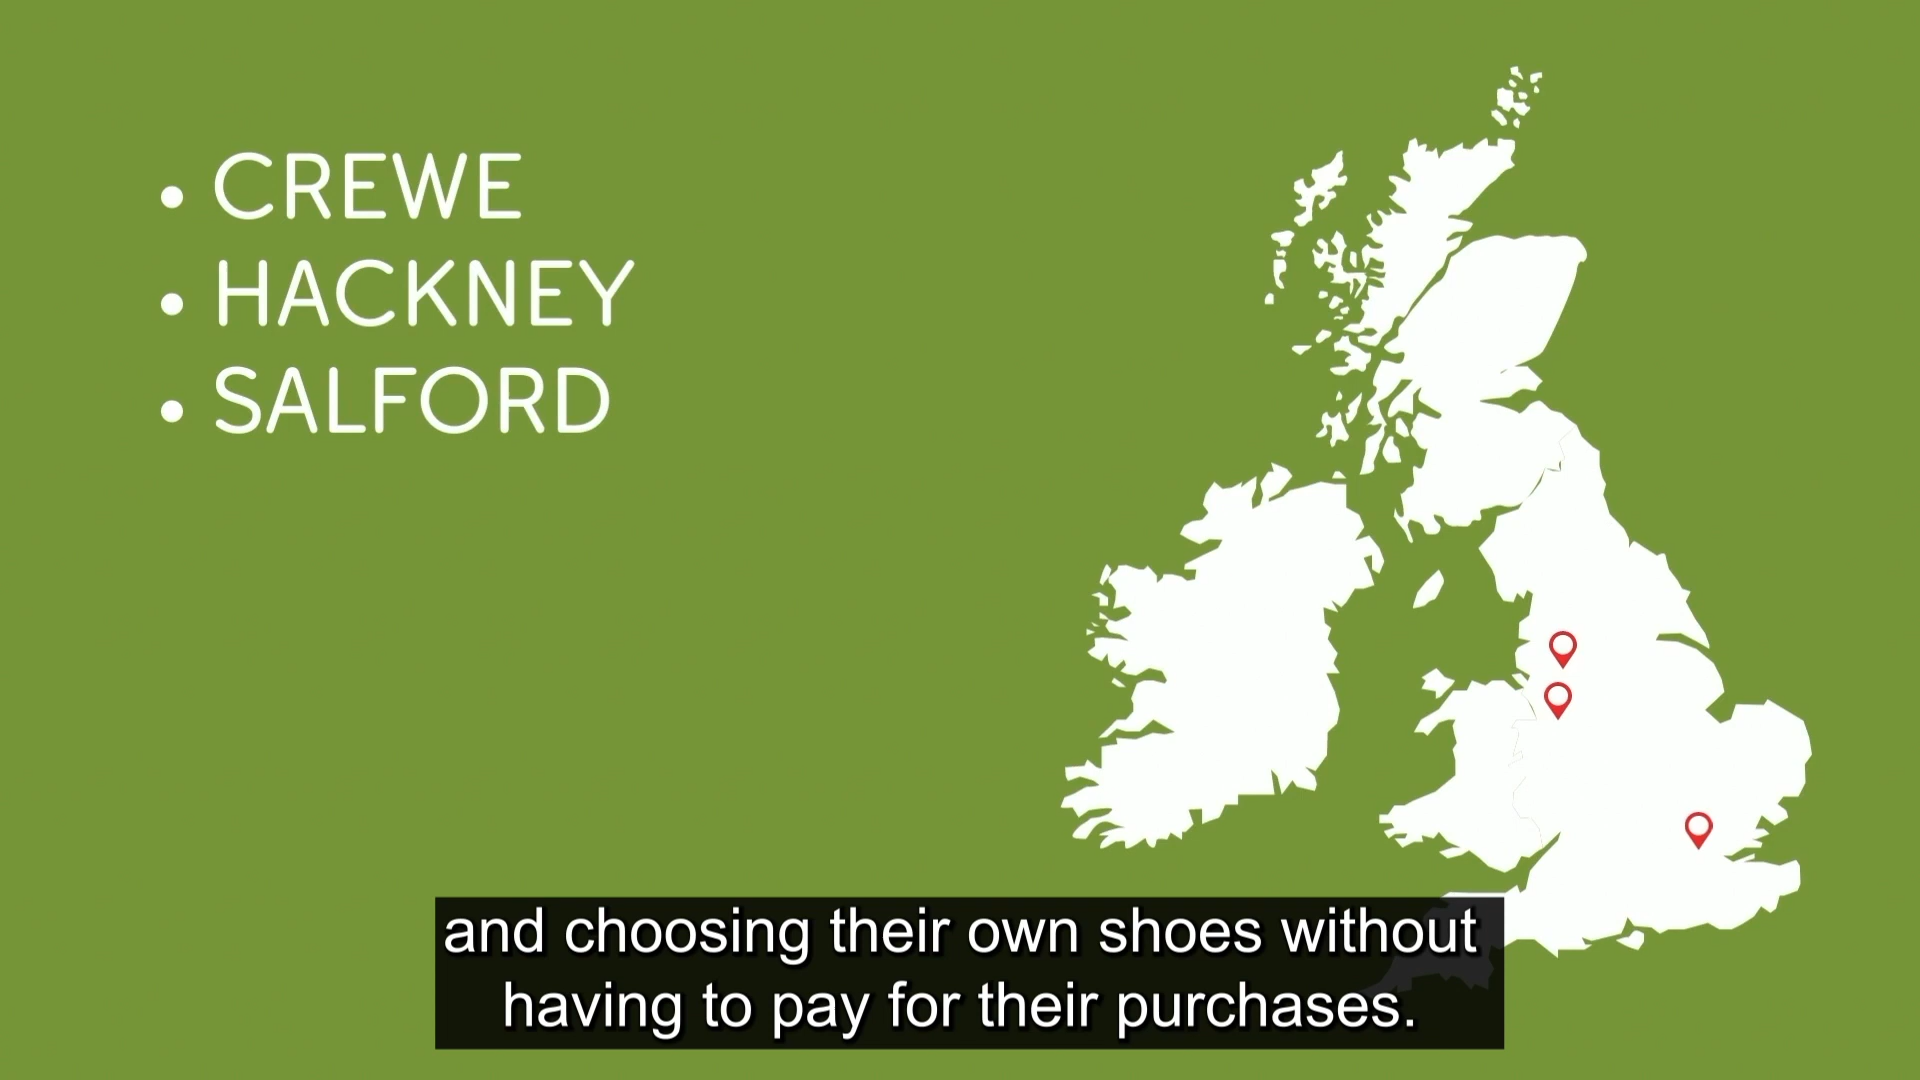 • CREWE
• HACKNEY
• SALFORD
and choosing their own shoes without
having to pay for their purchases.